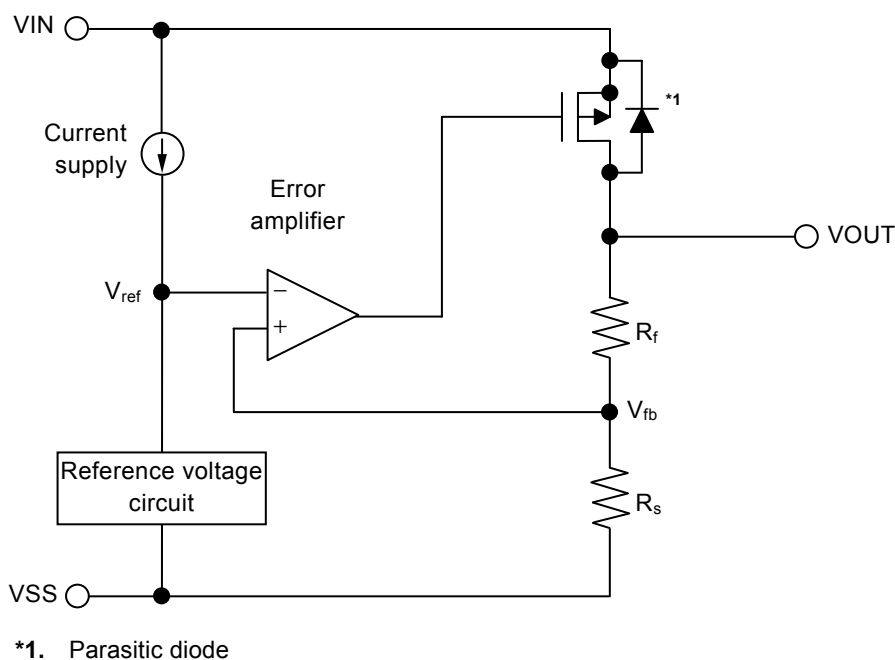 VIN
*1
Current
supply
Error
amplifier
VOUT
Vref
−
+
Rf
Vfb
Reference voltage
circuit
Rs
VSS
*1. Parasitic diode